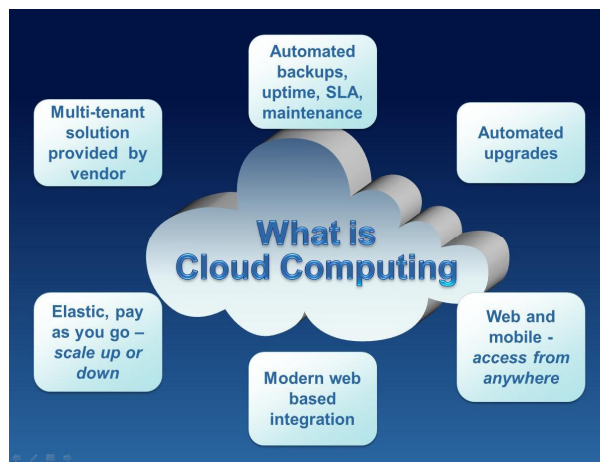 Automated
backups,
uptime, SLA,
maintenance
Multi-tenant
solution
provided by
vendor
Automated
upgrades
What is
Cloud Computing
Elastic, pay
as you go –
scale up or
down
Web and
mobile -
access from
anywhere
Modern web
based
integration